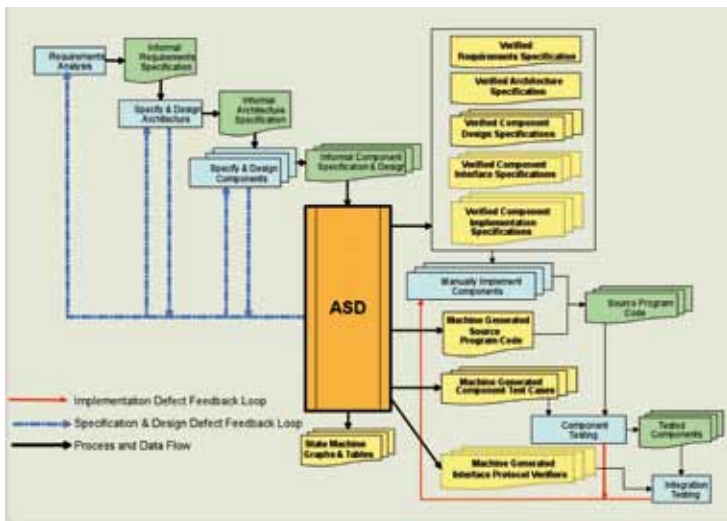 Requirements
Analysis
Informal
Requirements
Specification
Specify & Design
Architecture
Informal
Architecture
Specification
Specify & Design
Components
Informal Component
Specification & Design
Verified
Requirements Specification
Verified Architecture
Specification
Verified Component
Design Specifications
Verified Component
Interface Specifications
Verified Component
Implementation
Specifications
ASD
Manually Implement
Components
Machine Generated
Source
Program Code
Source Program
Code
Machine Generated
Component Test Cases
Component
Testing
Tested
Components
State Machine
Graphs & Tables
Machine Generated
Interface Protocol Verifiers
Integration
Testing
Implementation Defect Feedback Loop
Specification & Design Defect Feedback Loop
Process and Data Flow